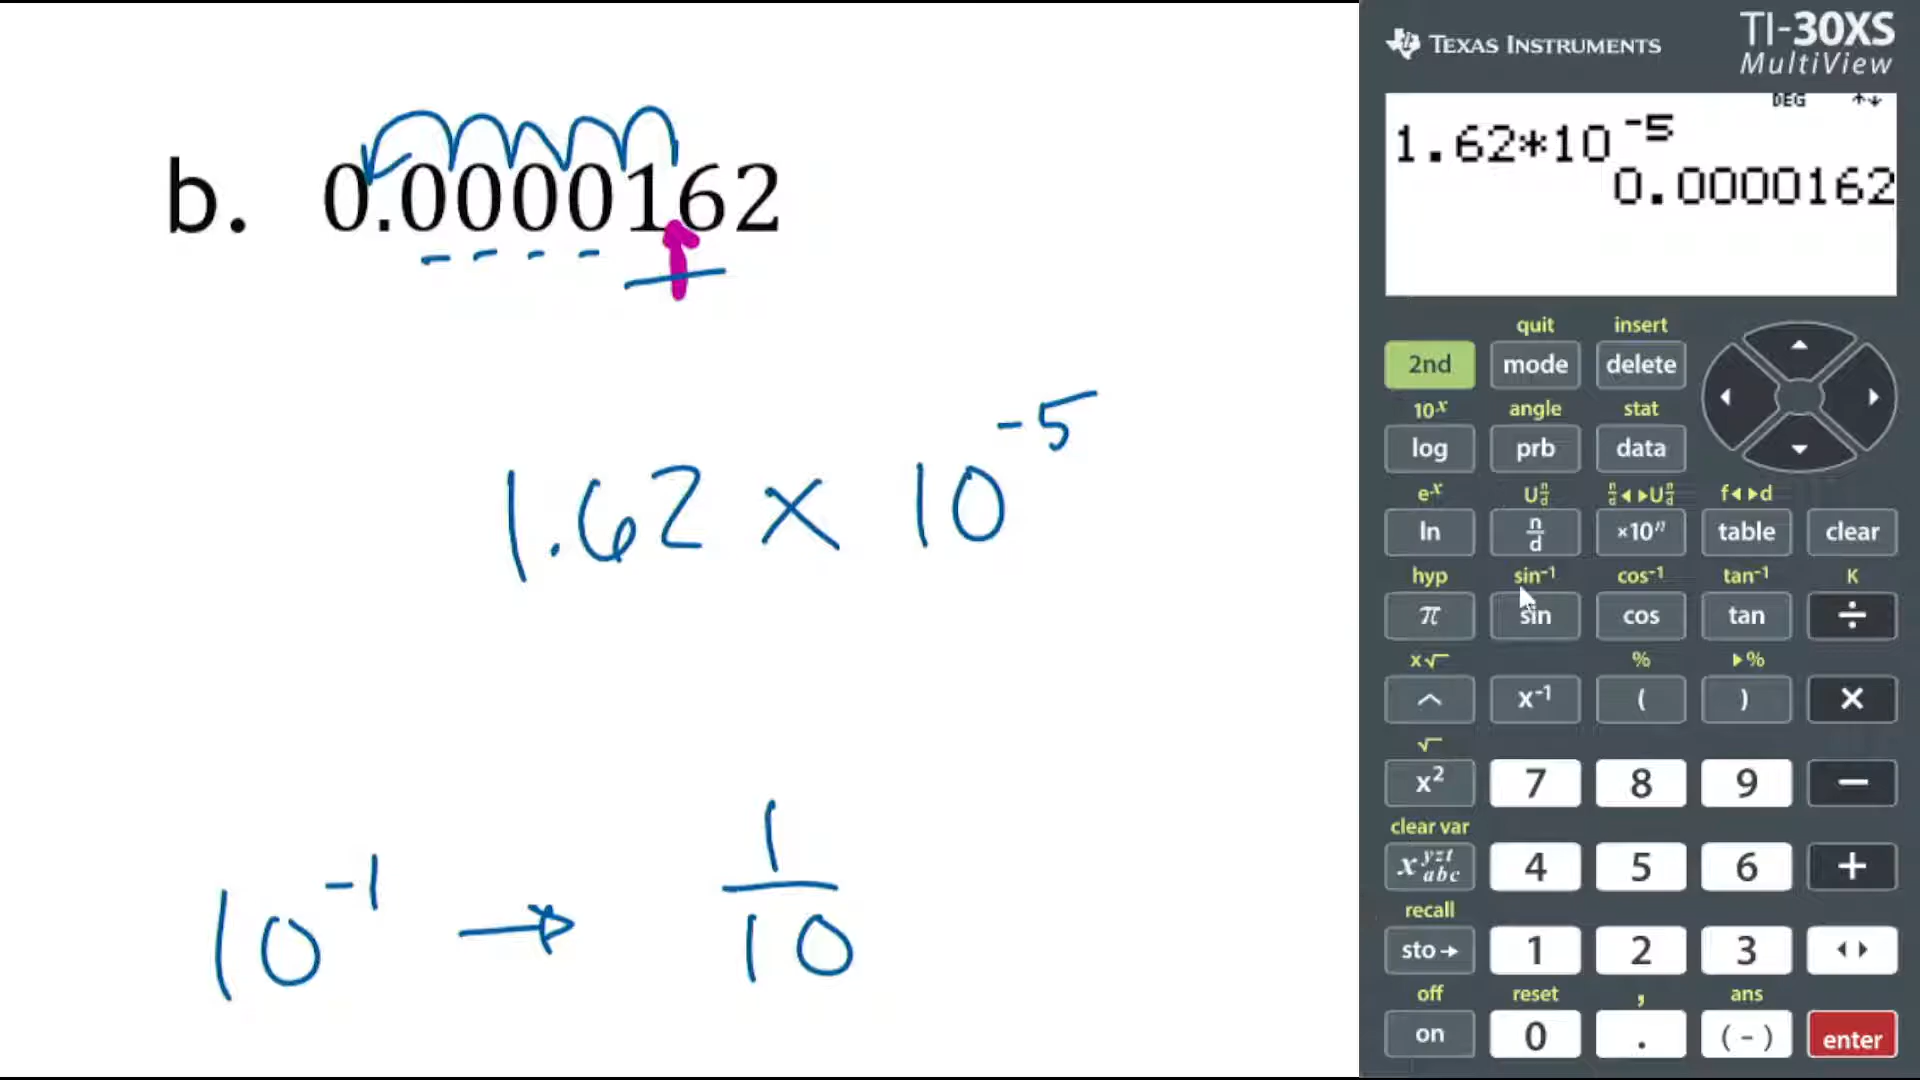 b. 0.0000162
1.62 × 10⁻⁵
10⁻¹ → 1/10
TEXAS INSTRUMENTS
TI-30XS
MultiView
DEG
1.62*10⁻⁵
0.0000162
quit insert
2nd mode delete
10ˣ angle stat
log prb data
eˣ U n/d n/d ◄►U n/d f◄►d
ln n/d ×10ⁿ table clear
hyp sin⁻¹ cos⁻¹ tan⁻¹ K
π sin cos tan ÷
ˣ√ % ►%
^ x⁻¹ ( ) ×
√
x² 7 8 9 −
clear var
x yzt abc 4 5 6 +
recall
sto→ 1 2 3 ◄►
off reset , ans
on 0 . (-) enter